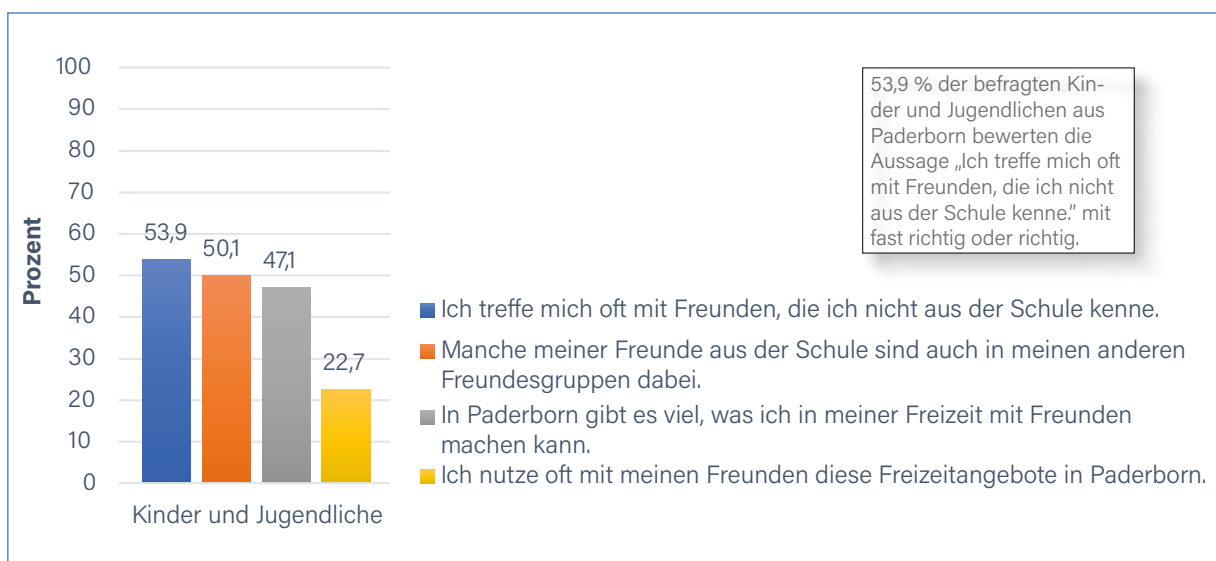 100
90
80
70
60
50
40
30
20
10
0
Prozent
53,9
50,1
47,1
22,7
Kinder und Jugendliche
53,9 % der befragten Kin-
der und Jugendlichen aus
Paderborn bewerten die
Aussage „Ich treffe mich oft
mit Freunden, die ich nicht
aus der Schule kenne.” mit
fast richtig oder richtig.
Ich treffe mich oft mit Freunden, die ich nicht aus der Schule kenne.
Manche meiner Freunde aus der Schule sind auch in meinen anderen
Freundesgruppen dabei.
In Paderborn gibt es viel, was ich in meiner Freizeit mit Freunden
machen kann.
Ich nutze oft mit meinen Freunden diese Freizeitangebote in Paderborn.